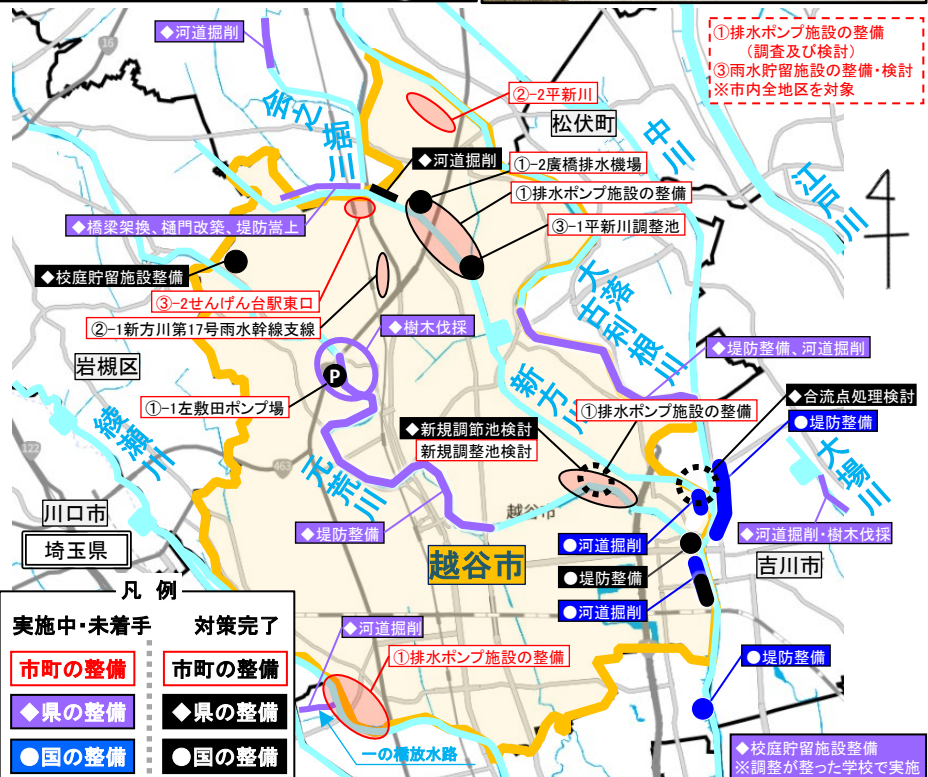 ◆河道掘削
16
①排水ポンプ施設の整備
(調査及び検討)
③雨水貯留施設の整備・検討
※市内全地区を対象
②-2平新川
松伏町
中川
江戸川
会之堀
三
◆河道掘削
①-2廣橋排水機場
①排水ポンプ施設の整備
③-1平新川調整池
◆橋梁架換、樋門改築、堤防嵩上
◆校庭貯留施設整備
③-2せんげん台駅東口
②-1新方川第17号雨水幹線支線
◆樹木伐採
大落
古利根川
岩槻区
新方川
◆堤防整備、河道掘削
P
①-1左敷田ポンプ場
①排水ポンプ施設の整備
◆合流点処理検討
綾瀬川
◆新規調節池検討
新規調整池検討
●堤防整備
122
463
元荒川
大場川
越谷市
川口市
◆堤防整備
◆河道掘削・樹木伐採
埼玉県
越谷市
●河道掘削
吉川市
●堤防整備
●河道掘削
凡 例
実施中・未着手
対策完了
市町の整備
市町の整備
◆県の整備
◆県の整備
●国の整備
●国の整備
◆河道掘削
①排水ポンプ施設の整備
●堤防整備
一の橋放水路
◆校庭貯留施設整備
※調整が整った学校で実施